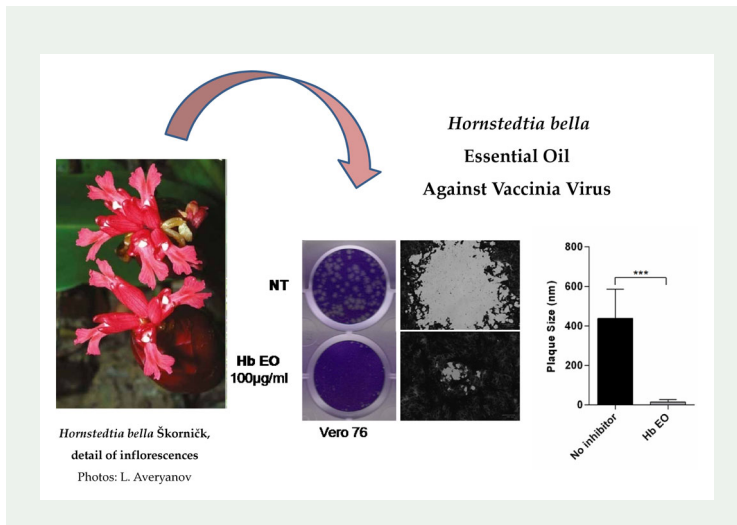 Hornstedtia bella
Essential Oil
Against Vaccinia Virus
NT
Hb EO
100µg/ml
Vero 76
800
600
400
200
0
Plaque Size (nm)
***
No inhibitor
Hb EO
Hornstedtia bella Škorničk,
detail of inflorescences
Photos: L. Averyanov